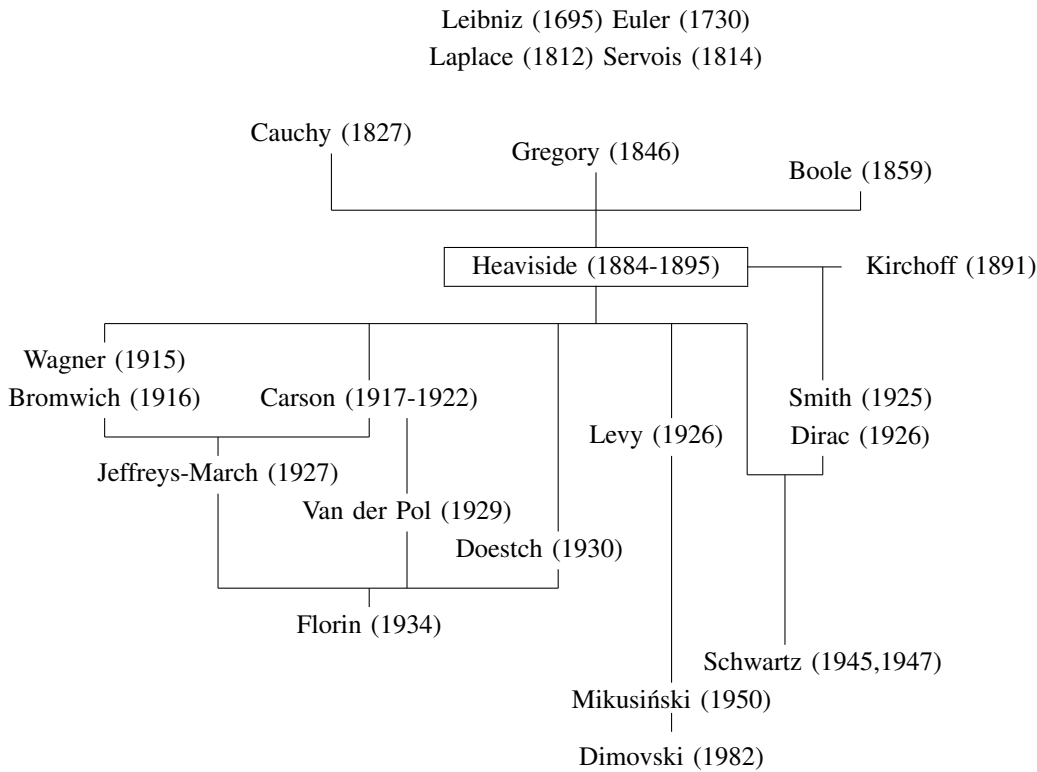 Leibniz (1695) Euler (1730)
Laplace (1812) Servois (1814)
Cauchy (1827)
Gregory (1846)
Boole (1859)
Heaviside (1884-1895)
Kirchoff (1891)
Wagner (1915)
Bromwich (1916)
Carson (1917-1922)
Smith (1925)
Levy (1926)
Dirac (1926)
Jeffreys-March (1927)
Van der Pol (1929)
Doestch (1930)
Florin (1934)
Schwartz (1945,1947)
Mikusiński (1950)
Dimovski (1982)